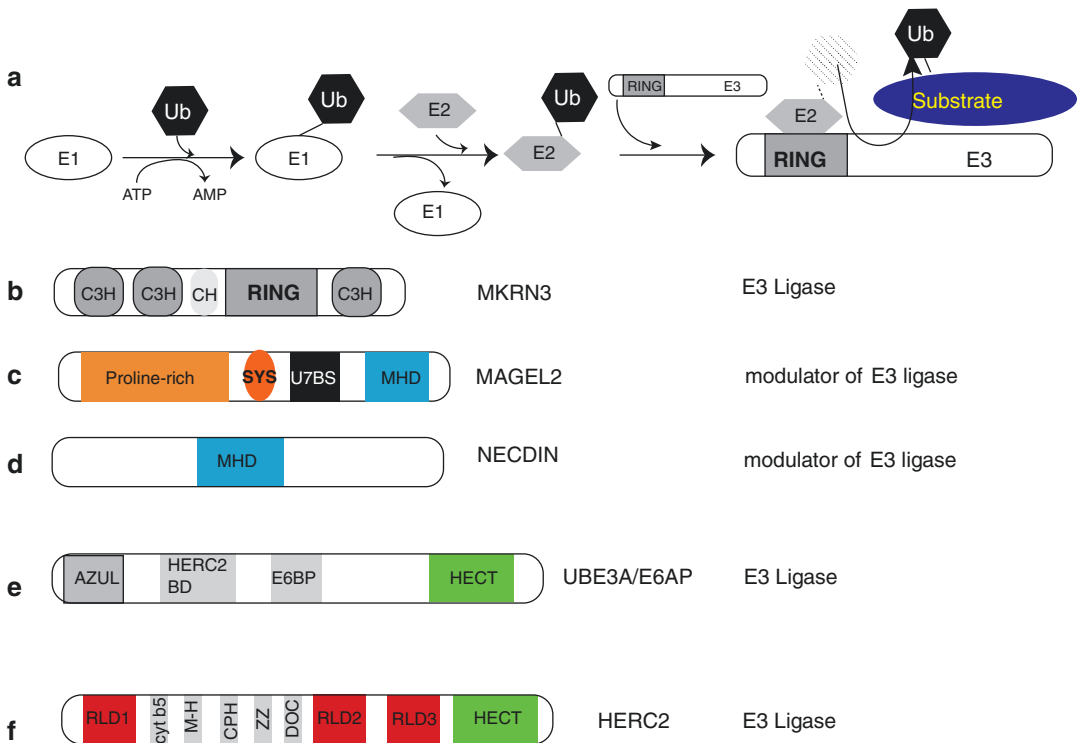 a
Ub
E1
ATP
AMP
Ub
E1
E2
E1
Ub
E2
RING E3
Ub
Substrate
E2
RING E3
b
C3H C3H CH RING C3H
MKRN3
E3 Ligase
c
Proline-rich SYS U7BS MHD
MAGEL2
modulator of E3 ligase
d
MHD
NECDIN
modulator of E3 ligase
e
AZUL
HERC2
BD
E6BP
HECT
UBE3A/E6AP
E3 Ligase
f
RLD1
cyt b5
M-H
CPH
ZZ
DOC
RLD2
RLD3
HECT
HERC2
E3 Ligase